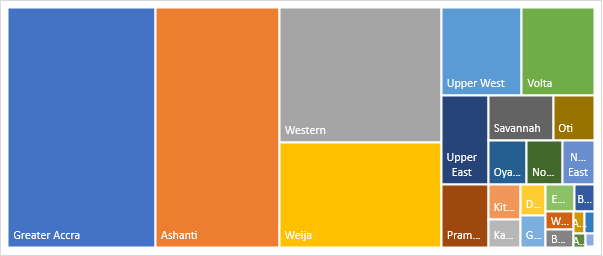 Greater Accra
Ashanti
Western
Weija
Upper West
Volta
Upper
East
Savannah
Oti
Oya...
No...
N...
East
Pram...
Kit...
D...
E...
B...
Ka...
G...
W...
A...
B...
A...